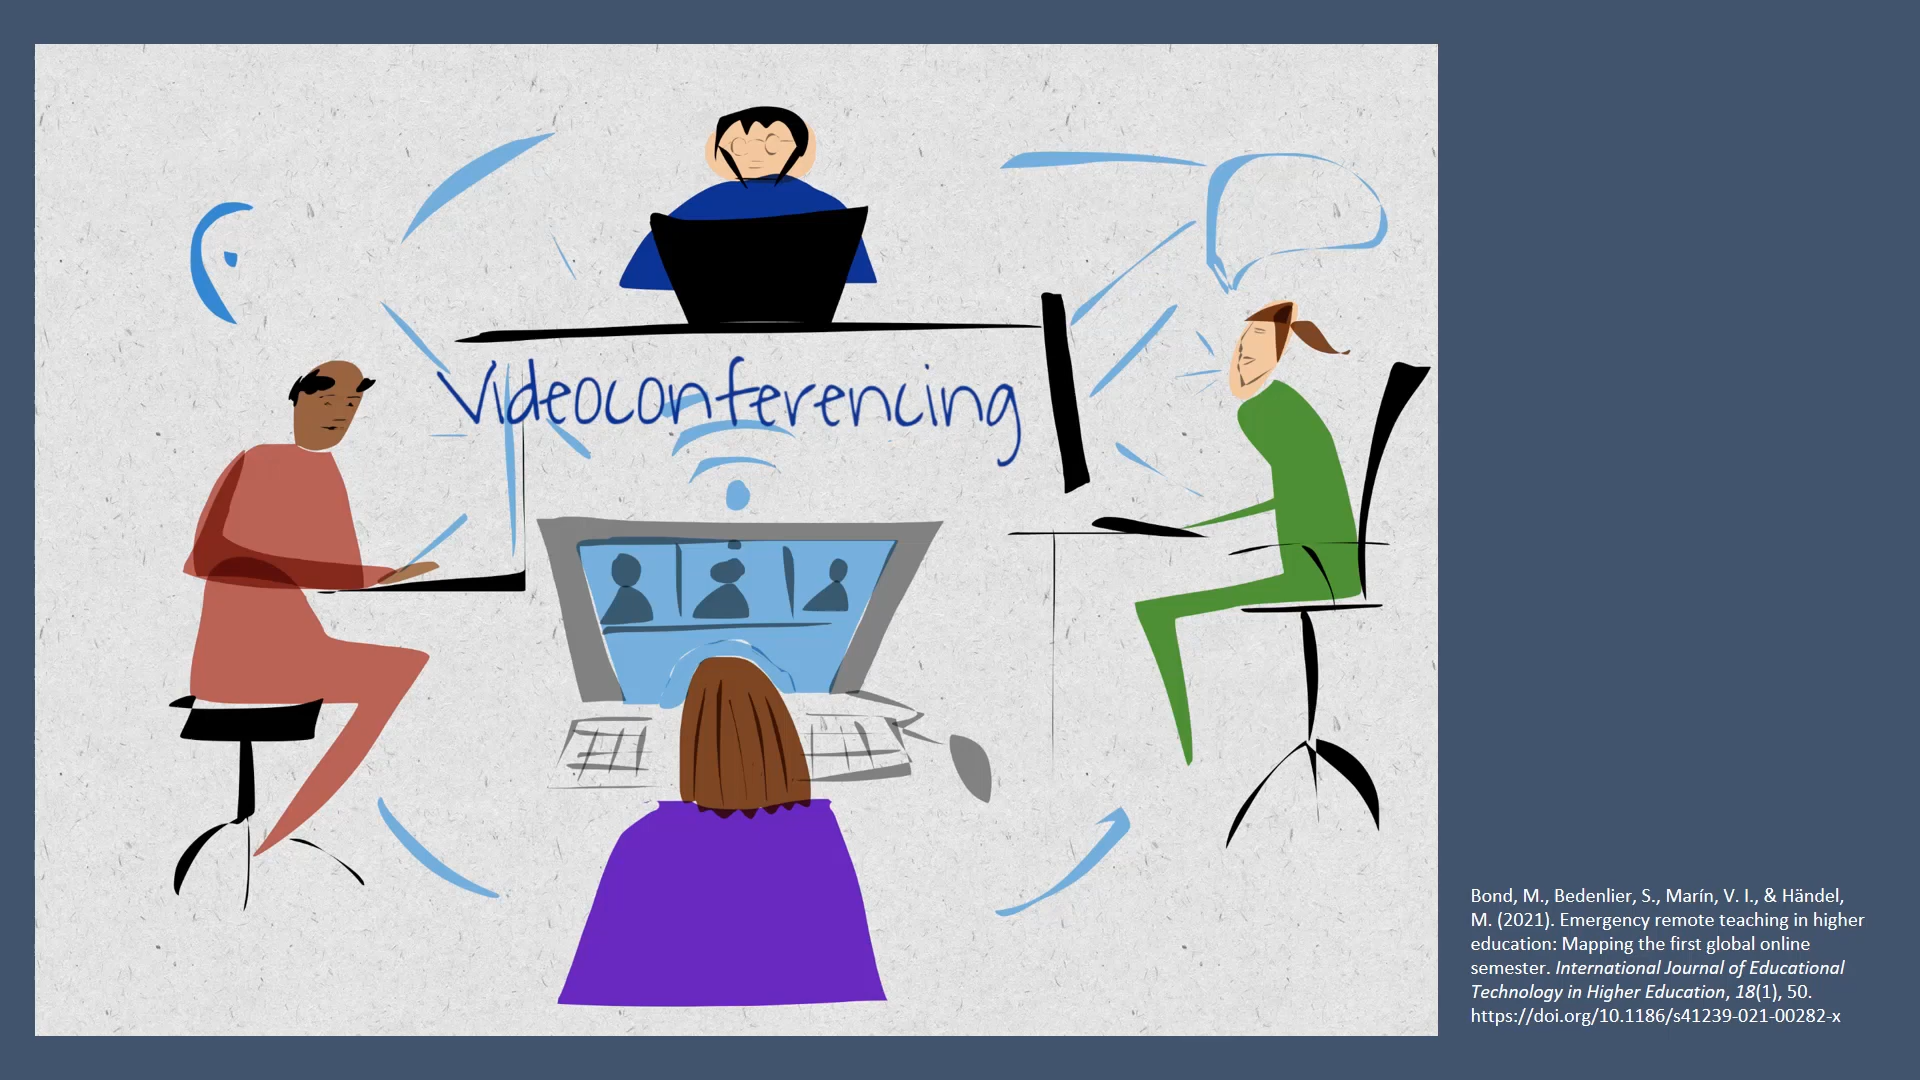 Videoconferencing
Bond, M., Bedenlier, S., Marín, V. I., & Händel,
M. (2021). Emergency remote teaching in higher
education: Mapping the first global online
semester. International Journal of Educational
Technology in Higher Education, 18(1), 50.
https://doi.org/10.1186/s41239-021-00282-x